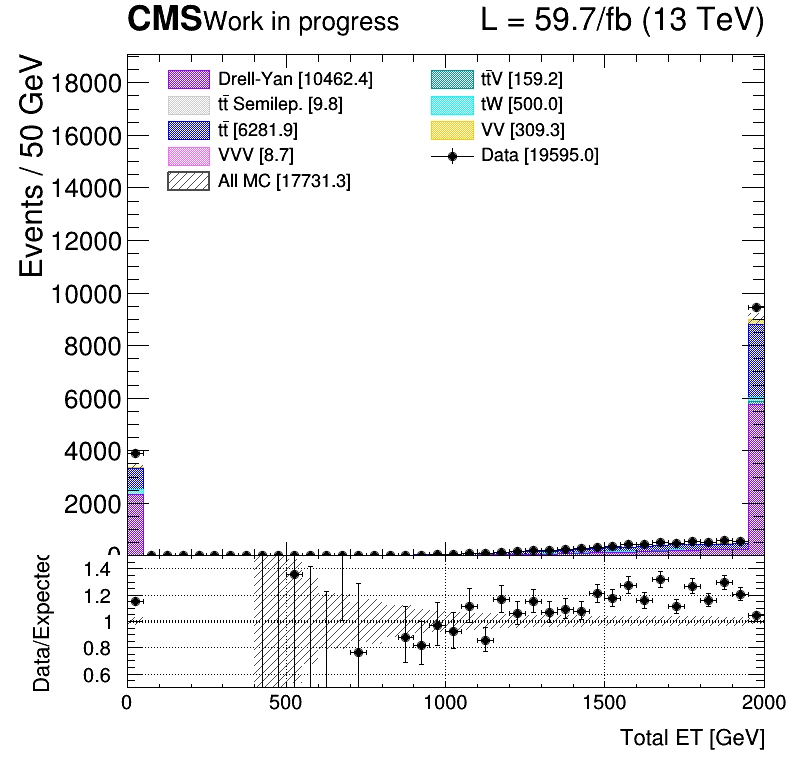 CMS Work in progress L = 59.7/fb (13 TeV)
Events / 50 GeV
18000
16000
14000
12000
10000
8000
6000
4000
2000
0
Drell-Yan [10462.4]
tt̄ Semilep. [9.8]
tt̄ [6281.9]
VVV [8.7]
All MC [17731.3]
tt̄V [159.2]
tW [500.0]
VV [309.3]
Data [19595.0]
Data/Expected
1.4
1.2
1
0.8
0.6
0 500 1000 1500 2000
Total ET [GeV]